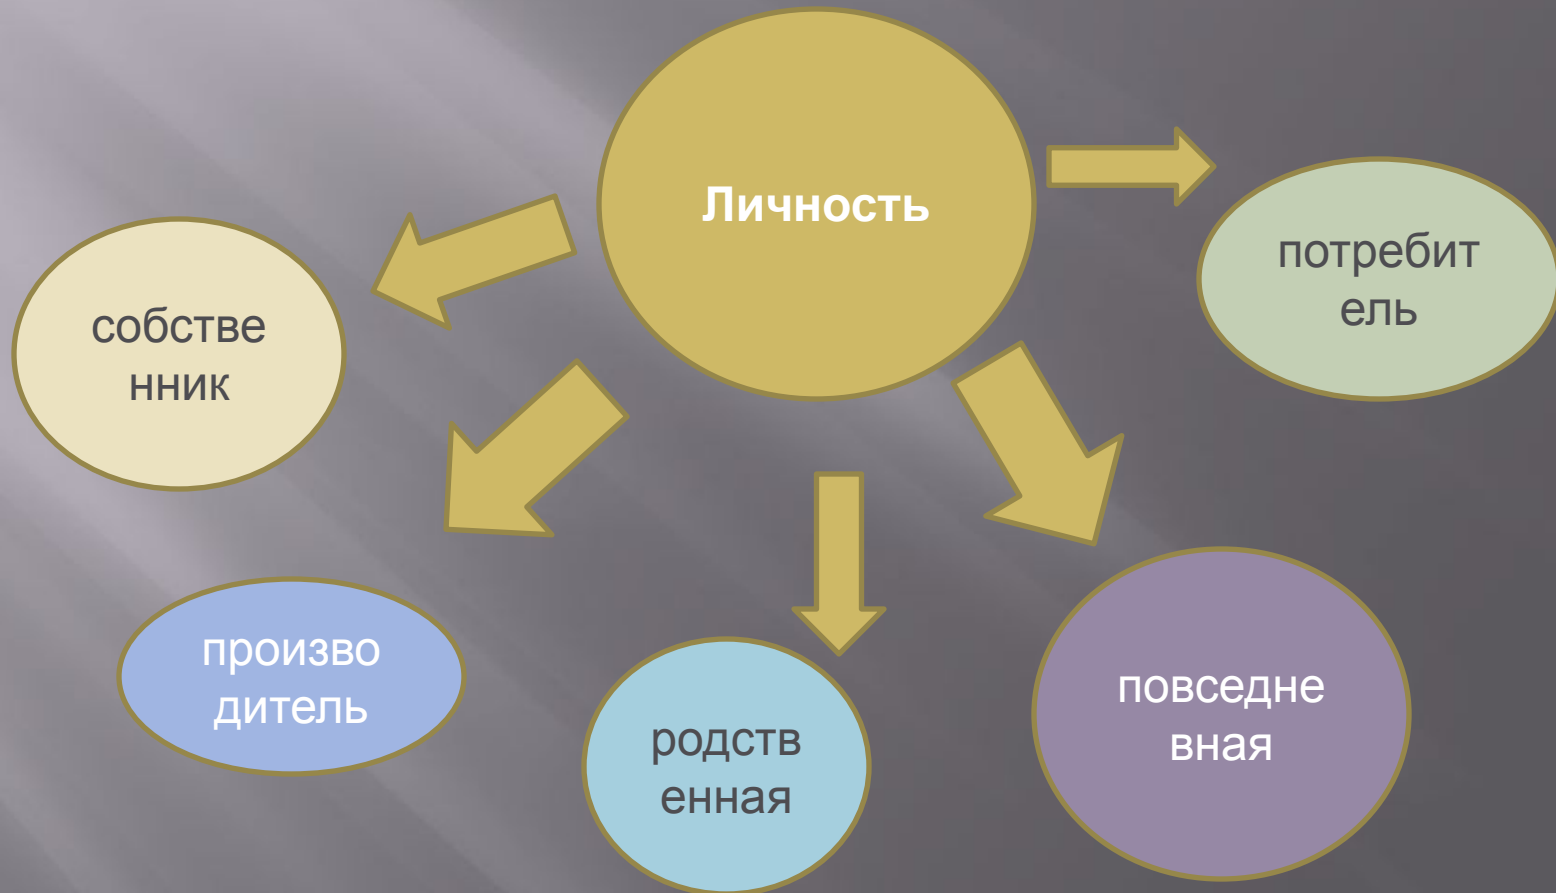 Личность
потребит
ель
собстве
нник
произво
дитель
родств
енная
повседне
вная